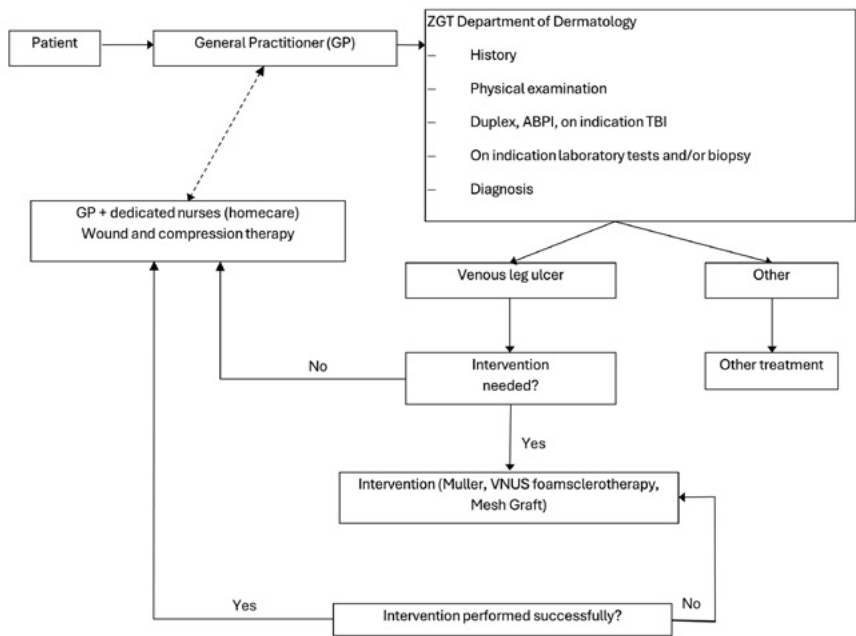 Patient
General Practitioner (GP)
ZGT Department of Dermatology
– History
– Physical examination
– Duplex, ABPI, on indication TBI
– On indication laboratory tests and/or biopsy
– Diagnosis
GP + dedicated nurses (homecare)
Wound and compression therapy
Venous leg ulcer
Other
No
Intervention
needed?
Other treatment
Yes
Intervention (Muller, VNUS foamsclerotherapy,
Mesh Graft)
Yes
Intervention performed successfully?
No